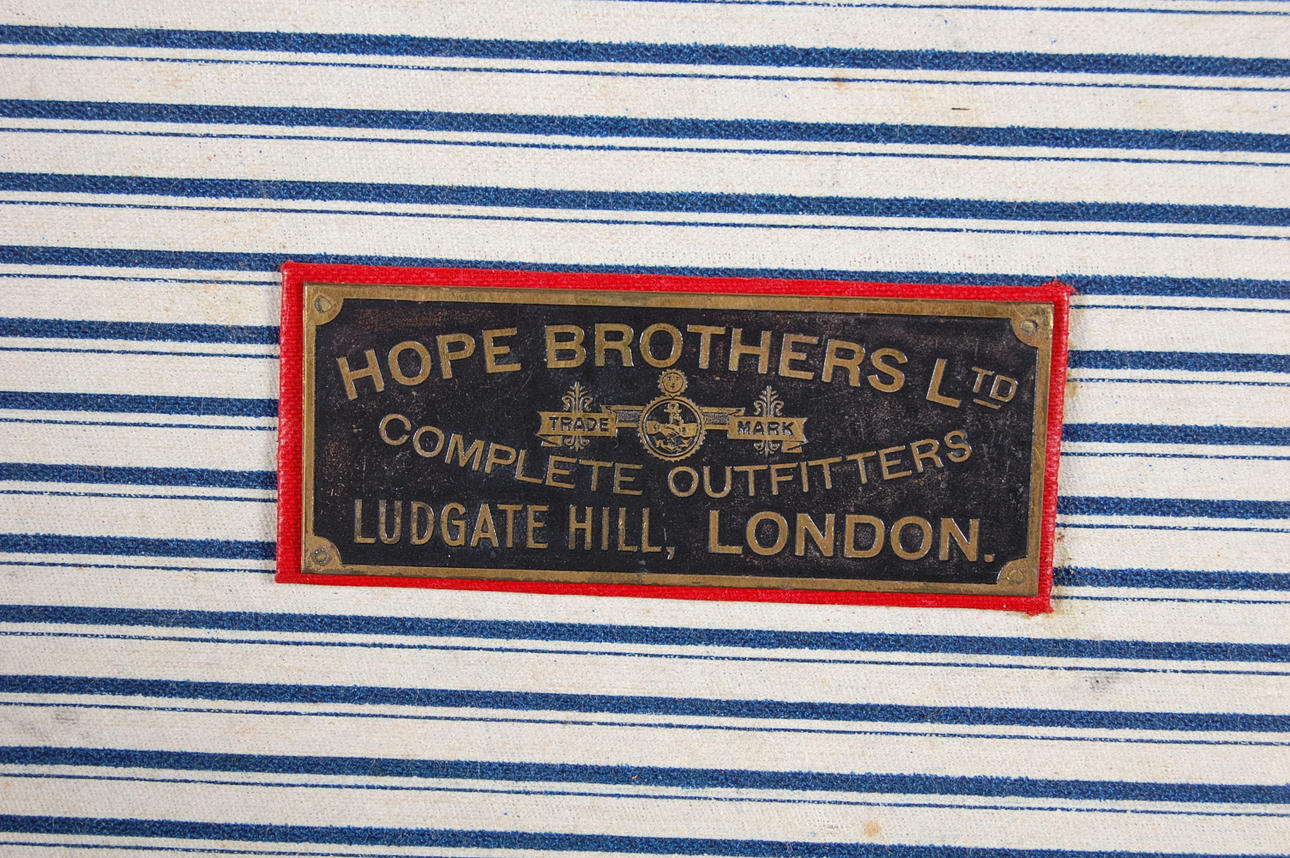 HOPE BROTHERS LTD
TRADE MARK
COMPLETE OUTFITTERS
LUDGATE HILL, LONDON.